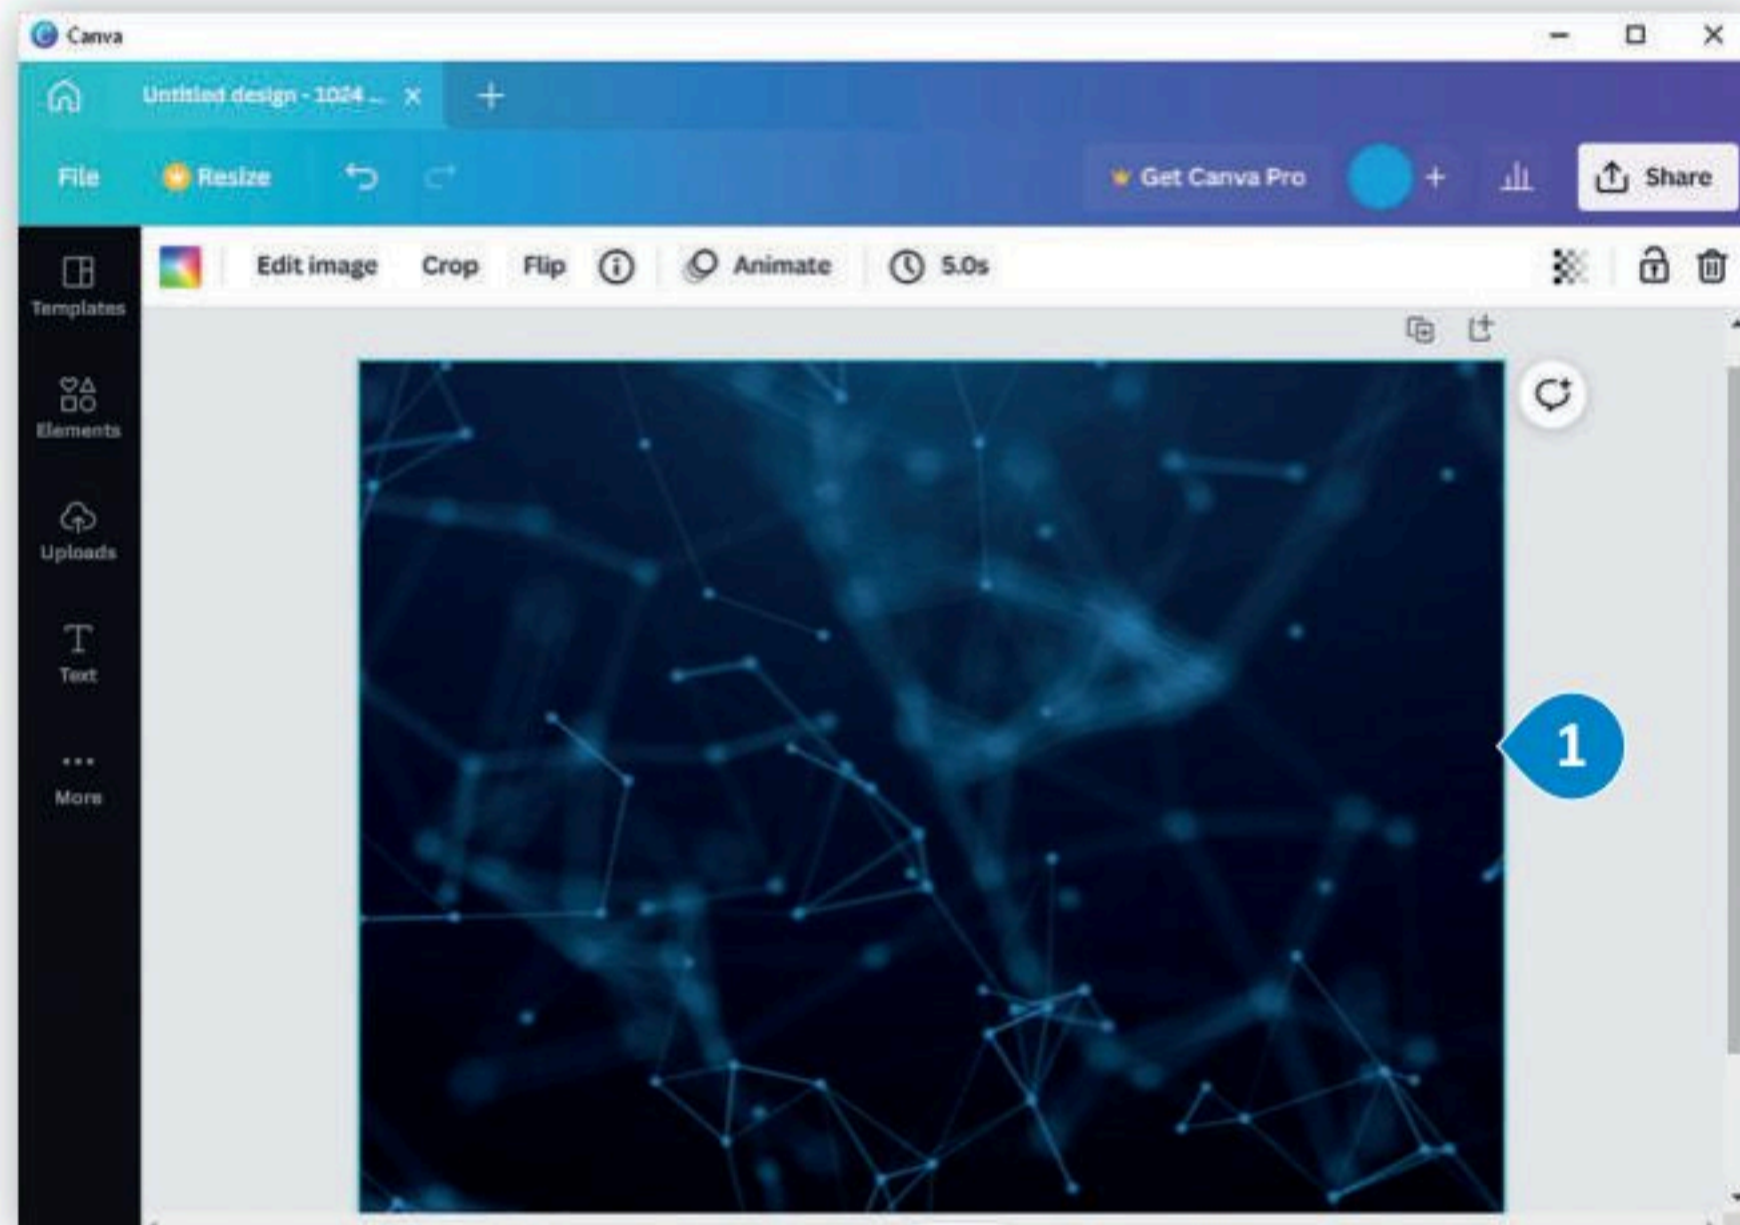 Canva
Untitled design - 1024 ...
File Resize Get Canva Pro Share
Edit image Crop Flip Animate 5.0s
Templates
Elements
Uploads
Text
More
1